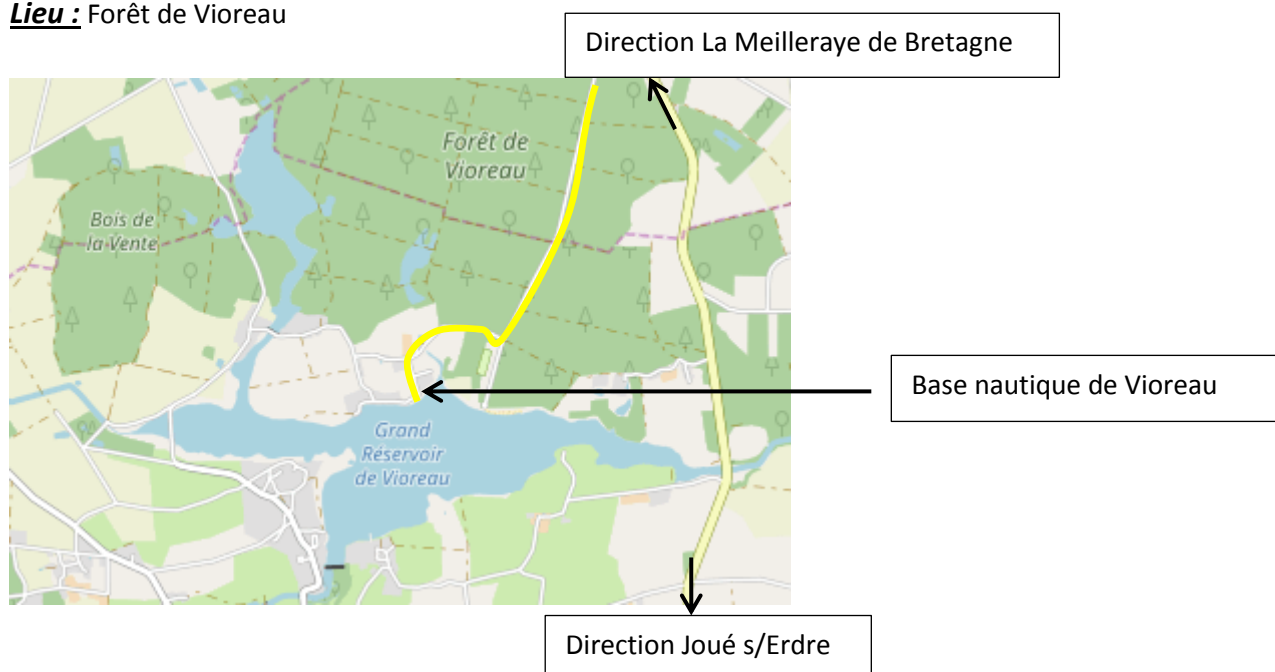 Lieu : Forêt de Vioreau
Direction La Meilleraye de Bretagne
Forêt de
Vioreau
Bois de
la Vente
Base nautique de Vioreau
Grand
Réservoir
de Vioreau
Direction Joué s/Erdre